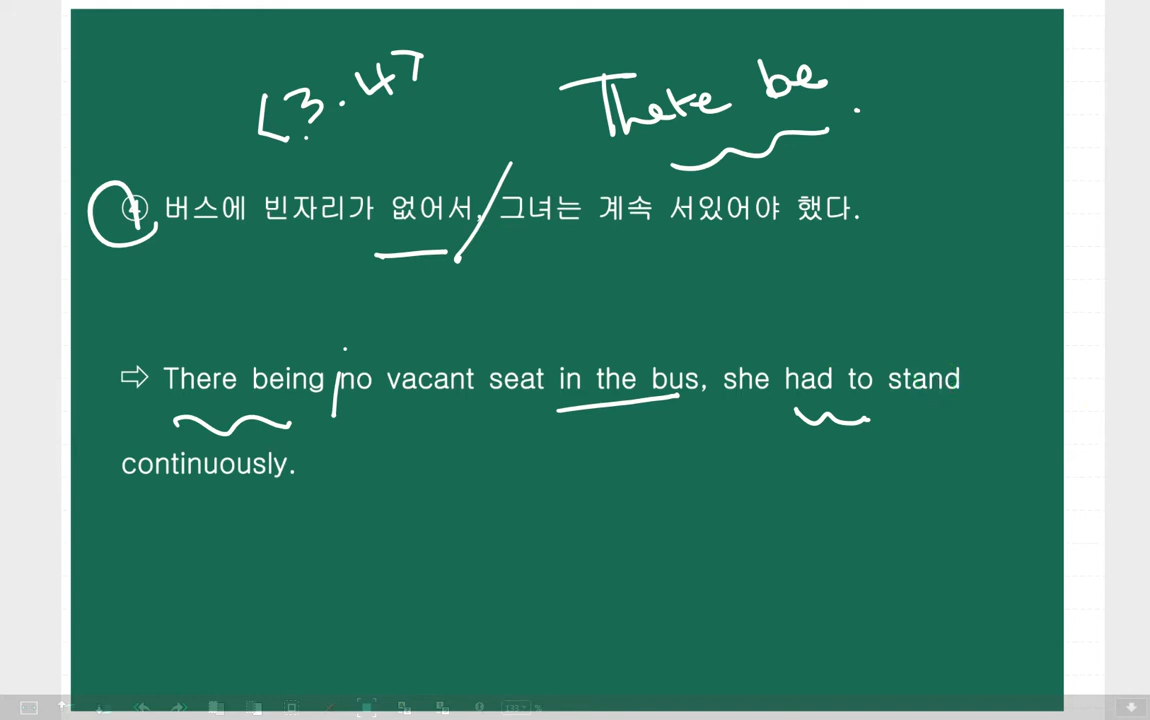 [3.4]
There be
④ 버스에 빈자리가 없어서, 그녀는 계속 서있어야 했다.
⇨ There being no vacant seat in the bus, she had to stand
continuously.